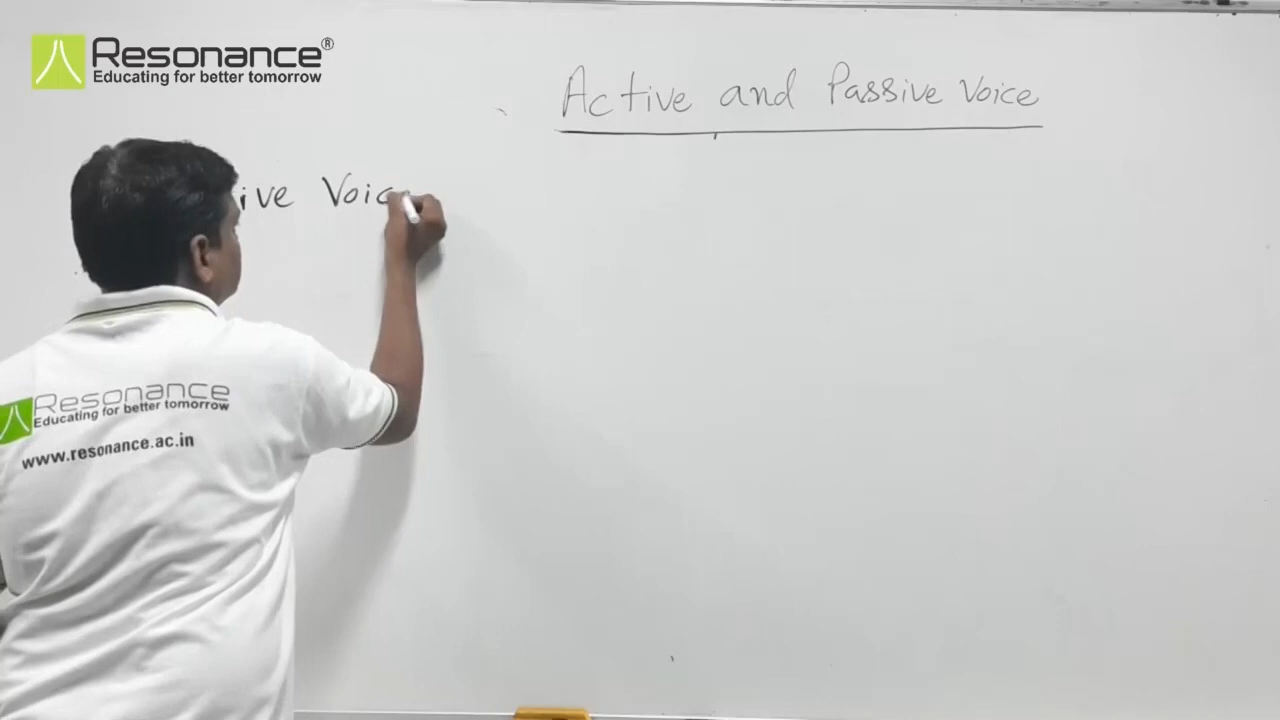 Resonance®
Educating for better tomorrow
Active and Passive Voice
ive Voic
Resonance
Educating for better tomorrow
www.resonance.ac.in